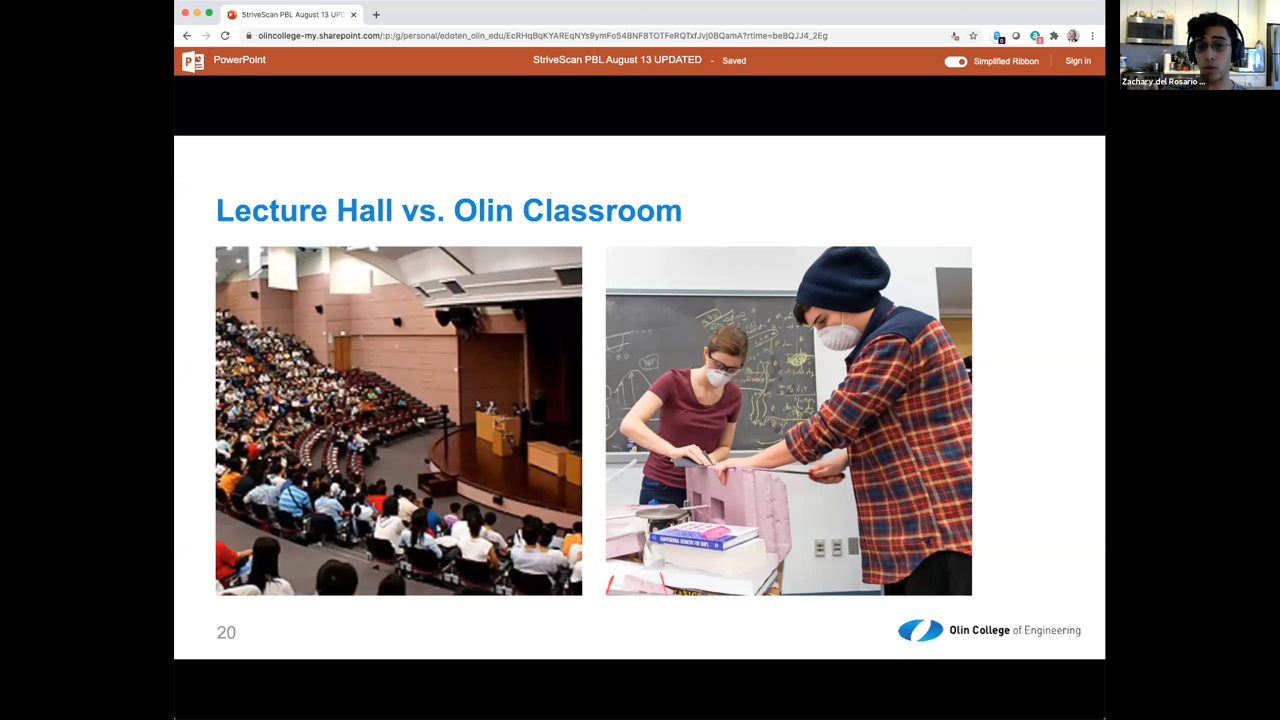 StriveScan PBL August 13 UPD
olincollege-my.sharepoint.com/:p:/g/personal/edoten_olin_edu/EcRHqBqKYAREqNYs9ymFo54BNF8TOTFeRQTxfJvj0BQamA?rtime=beBQJJ4_2Eg
PowerPoint
StriveScan PBL August 13 UPDATED - Saved
Simplified Ribbon
Sign in
Zachary del Rosario ...
Lecture Hall vs. Olin Classroom
20
Olin College of Engineering